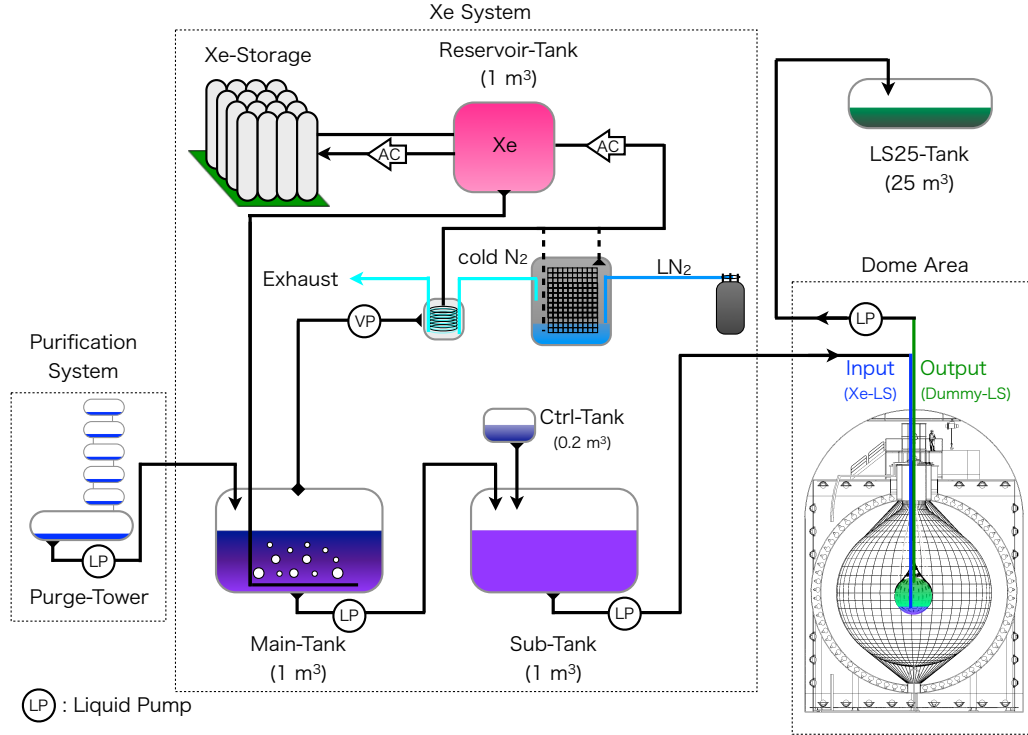 Xe System
Xe-Storage
Reservoir-Tank
(1 m³)
Xe
AC
AC
LS25-Tank
(25 m³)
Exhaust
cold N₂
LN₂
VP
Dome Area
LP
Input
(Xe-LS)
Output
(Dummy-LS)
Purification
System
Ctrl-Tank
(0.2 m³)
LP
Purge-Tower
LP
LP
Main-Tank
(1 m³)
Sub-Tank
(1 m³)
LP : Liquid Pump